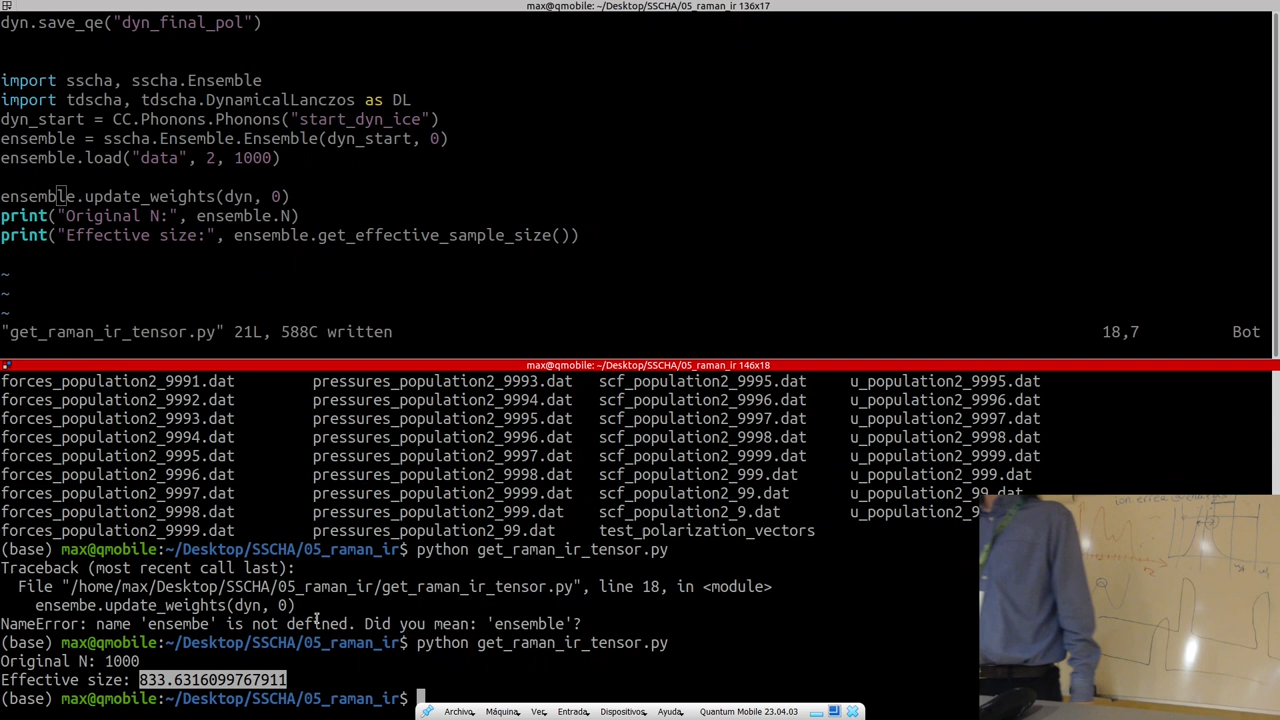 max@qmobile: ~/Desktop/SSCHA/05_raman_ir 136x17
dyn.save_qe("dyn_final_pol")
import sscha, sscha.Ensemble
import tdscha, tdscha.DynamicalLanczos as DL
dyn_start = CC.Phonons.Phonons("start_dyn_ice")
ensemble = sscha.Ensemble.Ensemble(dyn_start, 0)
ensemble.load("data", 2, 1000)
ensemble.update_weights(dyn, 0)
print("Original N:", ensemble.N)
print("Effective size:", ensemble.get_effective_sample_size())
~
~
~
"get_raman_ir_tensor.py" 21L, 588C written 18,7 Bot
max@qmobile: ~/Desktop/SSCHA/05_raman_ir 146x18
forces_population2_9991.dat pressures_population2_9993.dat scf_population2_9995.dat u_population2_9995.dat
forces_population2_9992.dat pressures_population2_9994.dat scf_population2_9996.dat u_population2_9996.dat
forces_population2_9993.dat pressures_population2_9995.dat scf_population2_9997.dat u_population2_9997.dat
forces_population2_9994.dat pressures_population2_9996.dat scf_population2_9998.dat u_population2_9998.dat
forces_population2_9995.dat pressures_population2_9997.dat scf_population2_9999.dat u_population2_9999.dat
forces_population2_9996.dat pressures_population2_9998.dat scf_population2_999.dat u_population2_999.dat
forces_population2_9997.dat pressures_population2_9999.dat scf_population2_99.dat u_population2_99.dat
forces_population2_9998.dat pressures_population2_999.dat scf_population2_9.dat u_population2_9
forces_population2_9999.dat pressures_population2_99.dat test_polarization_vectors
(base) max@qmobile:~/Desktop/SSCHA/05_raman_ir$ python get_raman_ir_tensor.py
Traceback (most recent call last):
File "/home/max/Desktop/SSCHA/05_raman_ir/get_raman_ir_tensor.py", line 18, in <module>
ensembe.update_weights(dyn, 0)
NameError: name 'ensembe' is not defined. Did you mean: 'ensemble'?
(base) max@qmobile:~/Desktop/SSCHA/05_raman_ir$ python get_raman_ir_tensor.py
Original N: 1000
Effective size: 833.6316099767911
(base) max@qmobile:~/Desktop/SSCHA/05_raman_ir$
Archivo Máquina Ver Entrada Dispositivos Ayuda Quantum Mobile 23.04.03